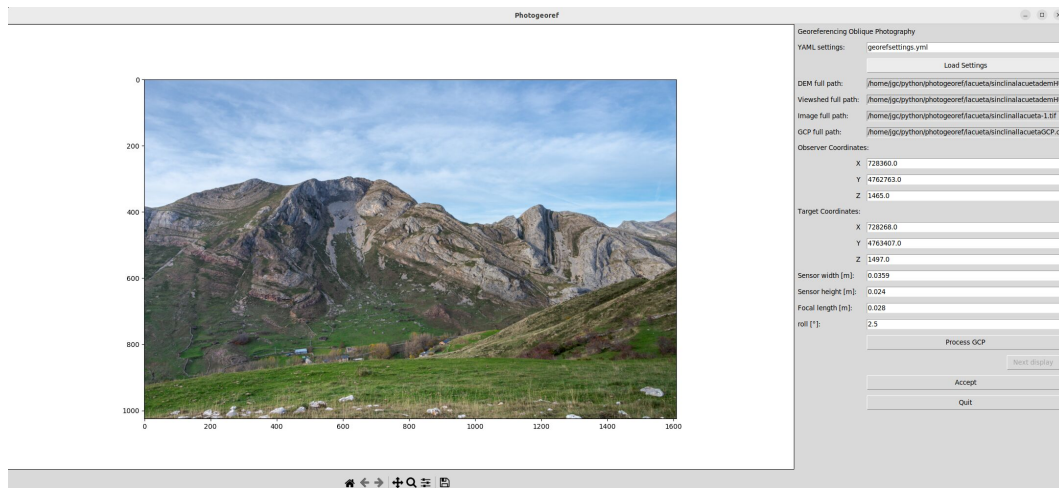 Photogeoref
Georeferencing Oblique Photography
YAML settings: georefsettings.yml
Load Settings
DEM full path: /home/jgc/python/photogeoref/lacueta/sinclinalacuetademH
Viewshed full path: /home/jgc/python/photogeoref/lacueta/sinclinalacuetademH
Image full path: /home/jgc/python/photogeoref/lacueta/sinclinallacueta-1.tif
GCP full path: /home/jgc/python/photogeoref/lacueta/sinclinallacuetaGCP.c
Observer Coordinates:
X 728360.0
Y 4762763.0
Z 1465.0
Target Coordinates:
X 728268.0
Y 4763407.0
Z 1497.0
Sensor width [m]: 0.0359
Sensor height [m]: 0.024
Focal length [m]: 0.028
roll [°]: 2.5
Process GCP
Next display
Accept
Quit
0
200
400
600
800
1000
0 200 400 600 800 1000 1200 1400 1600